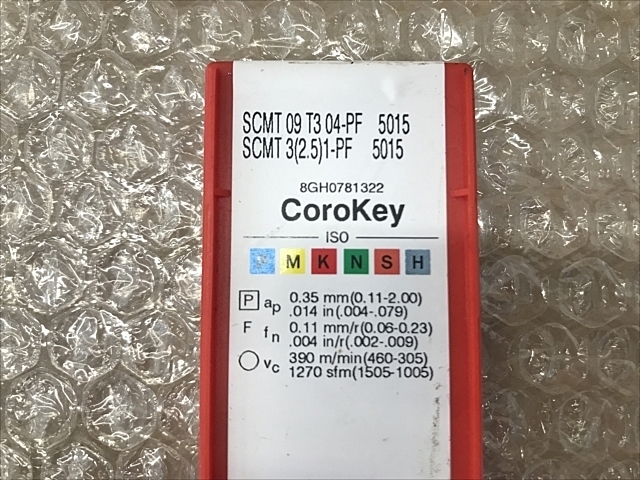 SCMT 09 T3 04-PF 5015
SCMT 3(2.5)1-PF 5015
8GH0781322
CoroKey
ISO
P M K N S H
P ap 0.35 mm(0.11-2.00)
.014 in(.004-.079)
F fn 0.11 mm/r(0.06-0.23)
.004 in/r(.002-.009)
vc 390 m/min(460-305)
1270 sfm(1505-1005)